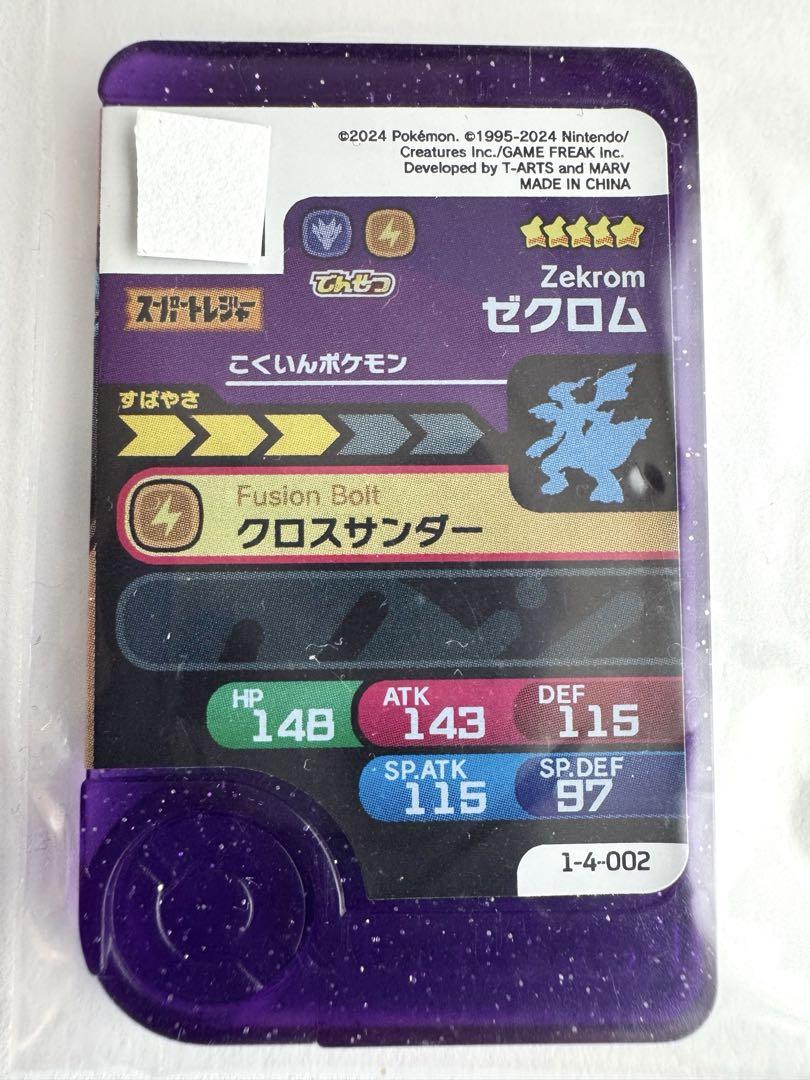 ©2024 Pokémon. ©1995-2024 Nintendo/
Creatures Inc./GAME FREAK inc.
Developed by T-ARTS and MARV
MADE IN CHINA
でんせつ
Zekrom
スーパートレジャー
ゼクロム
こくいんポケモン
すばやさ
Fusion Bolt
クロスサンダー
HP 148
ATK 143
DEF 115
SP.ATK 115
SP.DEF 97
1-4-002